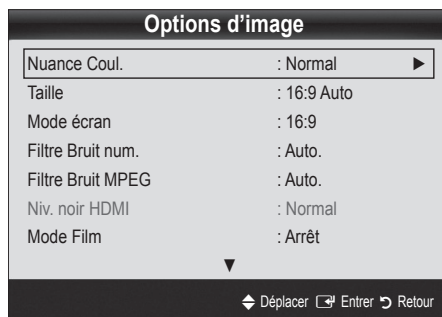 Options d'image
Nuance Coul. : Normal ►
Taille : 16:9 Auto
Mode écran : 16:9
Filtre Bruit num. : Auto.
Filtre Bruit MPEG : Auto.
Niv. noir HDMI : Normal
Mode Film : Arrêt
▼
Déplacer Entrer Retour